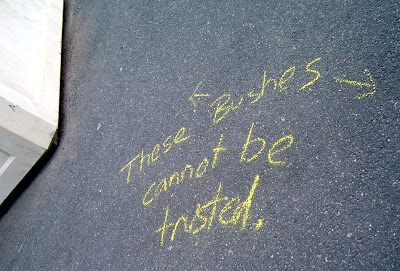 These Bushes
cannot be
trusted.